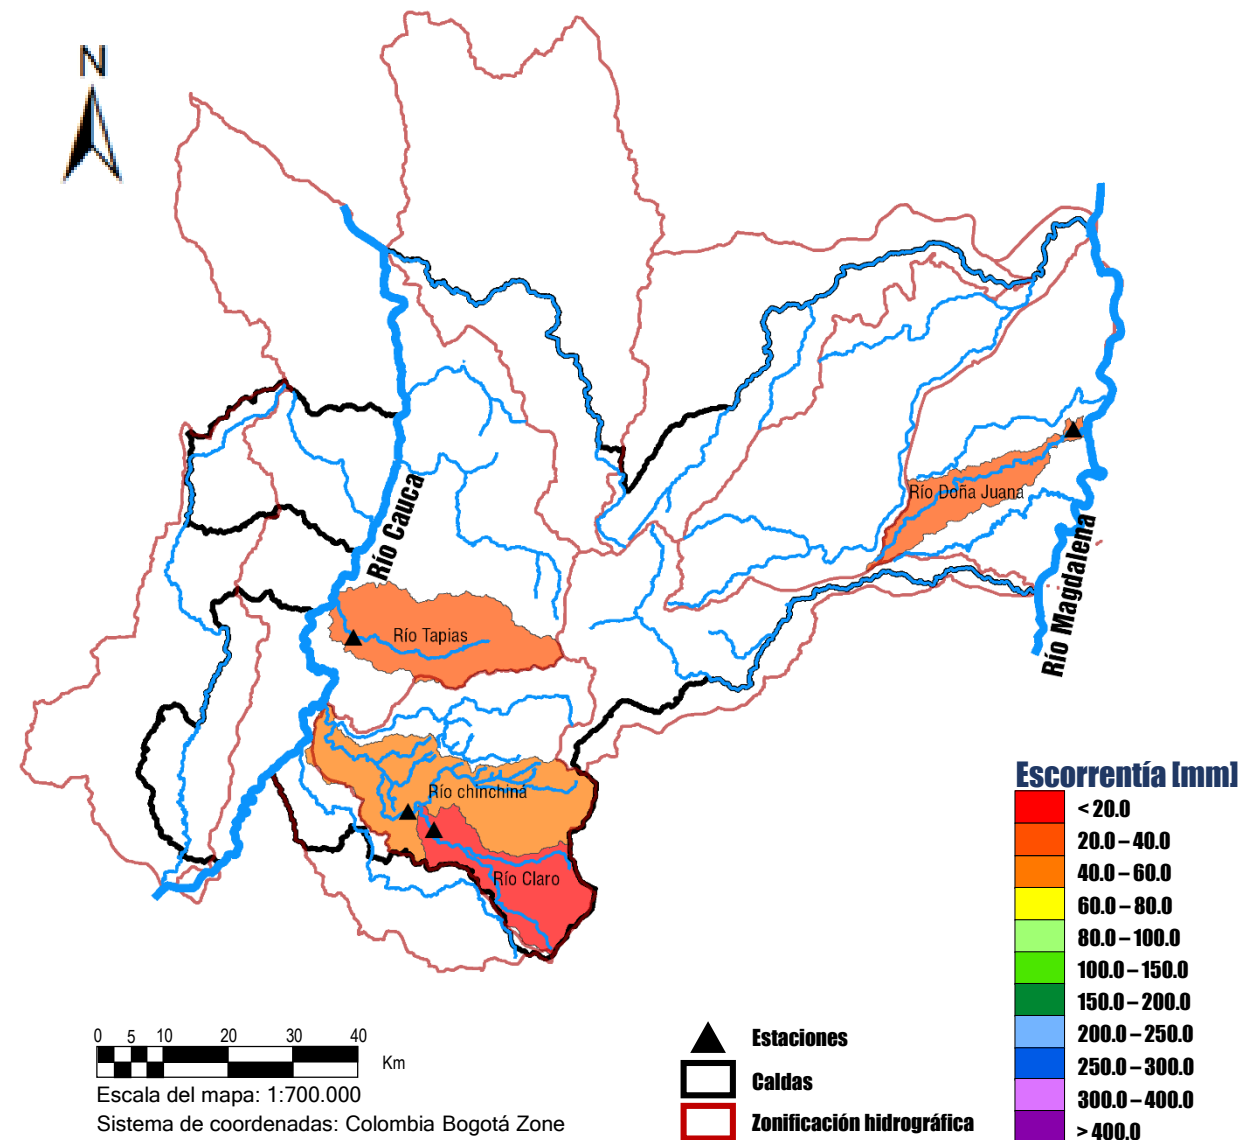 N
Río Cauca
Río Doña Juana
Río Magdalena
Río Tapias
Río chinchiná
Río Claro
Escorrentía [mm]
< 20.0
20.0 – 40.0
40.0 – 60.0
60.0 – 80.0
80.0 – 100.0
100.0 – 150.0
150.0 – 200.0
200.0 – 250.0
250.0 – 300.0
300.0 – 400.0
> 400.0
0 5 10 20 30 40
Km
Escala del mapa: 1:700.000
Sistema de coordenadas: Colombia Bogotá Zone
Estaciones
Caldas
Zonificación hidrográfica